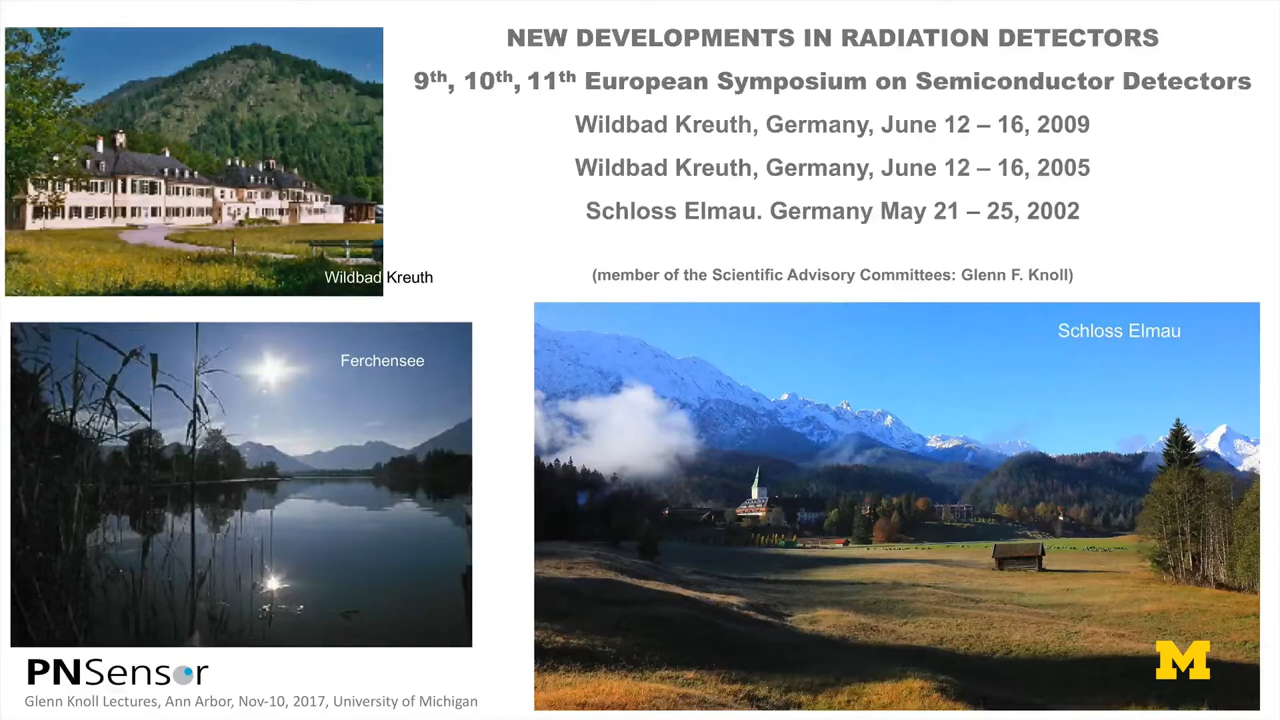 NEW DEVELOPMENTS IN RADIATION DETECTORS
9th, 10th, 11th European Symposium on Semiconductor Detectors
Wildbad Kreuth, Germany, June 12 – 16, 2009
Wildbad Kreuth, Germany, June 12 – 16, 2005
Schloss Elmau. Germany May 21 – 25, 2002
Wildbad Kreuth
(member of the Scientific Advisory Committees: Glenn F. Knoll)
Ferchensee
Schloss Elmau
M
PNSensor
Glenn Knoll Lectures, Ann Arbor, Nov-10, 2017, University of Michigan